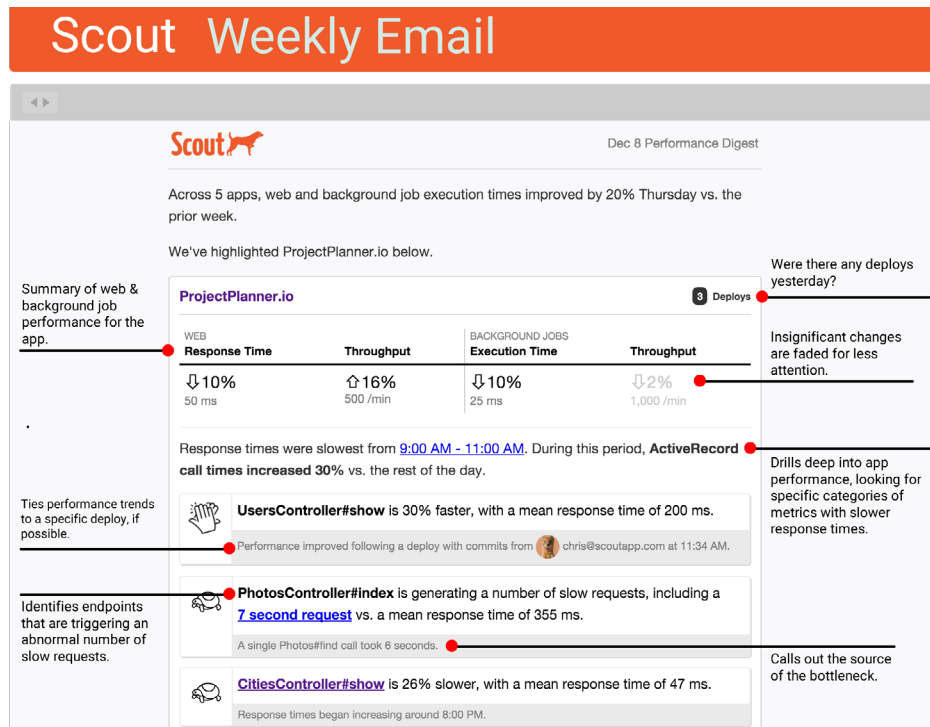 Scout Weekly Email
Scout
Dec 8 Performance Digest
Across 5 apps, web and background job execution times improved by 20% Thursday vs. the
prior week.
We've highlighted ProjectPlanner.io below.
Summary of web &
background job
performance for the
app.
ProjectPlanner.io
3 Deploys
Were there any deploys
yesterday?
WEB
Response Time
Throughput
BACKGROUND JOBS
Execution Time
Throughput
Insignificant changes
are faded for less
attention.
10%
50 ms
16%
500 /min
10%
25 ms
2%
1,000 /min
.
Response times were slowest from 9:00 AM - 11:00 AM. During this period, ActiveRecord
call times increased 30% vs. the rest of the day.
Drills deep into app
performance, looking for
specific categories of
metrics with slower
response times.
Ties performance trends
to a specific deploy, if
possible.
UsersController#show is 30% faster, with a mean response time of 200 ms.
Performance improved following a deploy with commits from chris@scoutapp.com at 11:34 AM.
Identifies endpoints
that are triggering an
abnormal number of
slow requests.
PhotosController#index is generating a number of slow requests, including a
7 second request vs. a mean response time of 355 ms.
A single Photos#find call took 6 seconds.
Calls out the source
of the bottleneck.
CitiesController#show is 26% slower, with a mean response time of 47 ms.
Response times began increasing around 8:00 PM.